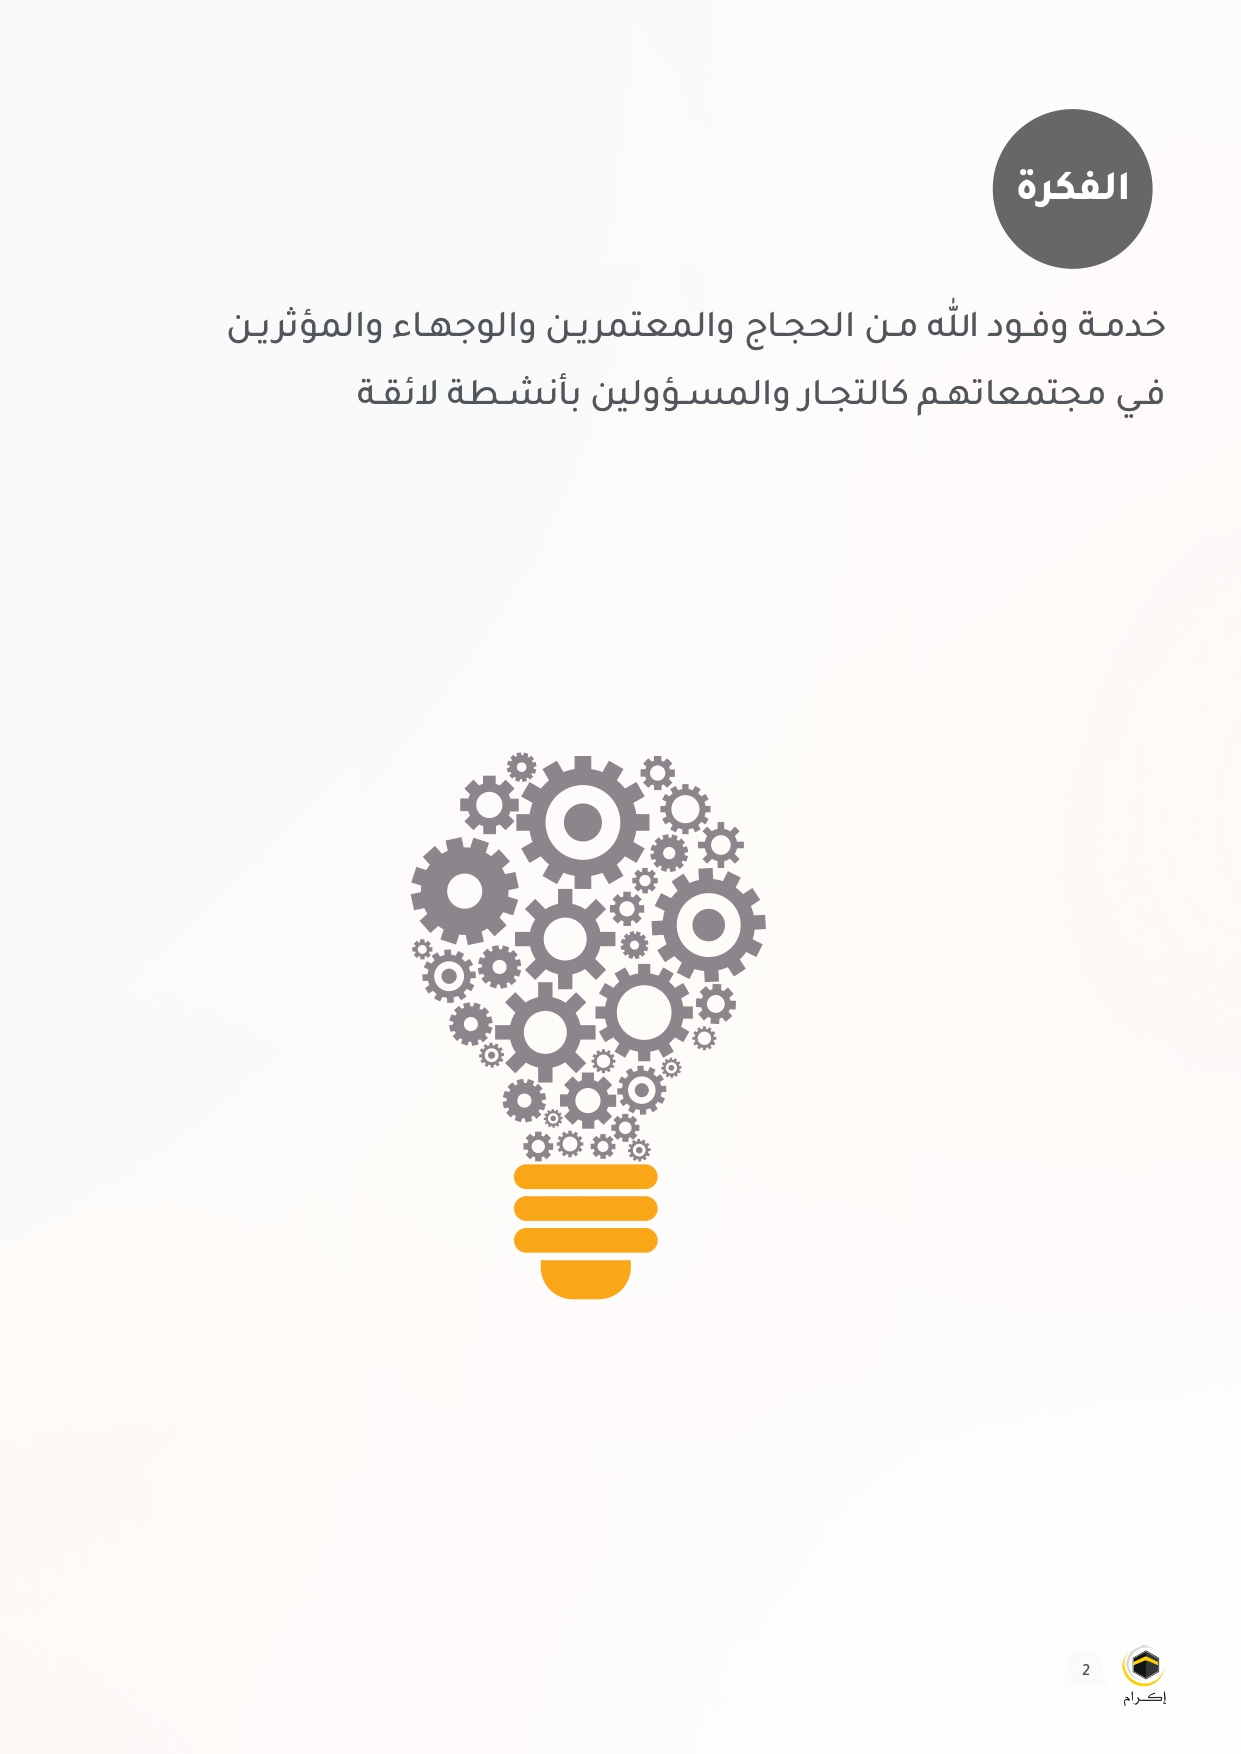 الفكرة
خدمة وفود الله من الحجاج والمعتمرين والوجهاء والمؤثرين
في مجتمعاتهم كالتجار والمسؤولين بأنشطة لائقة
2
إكرام